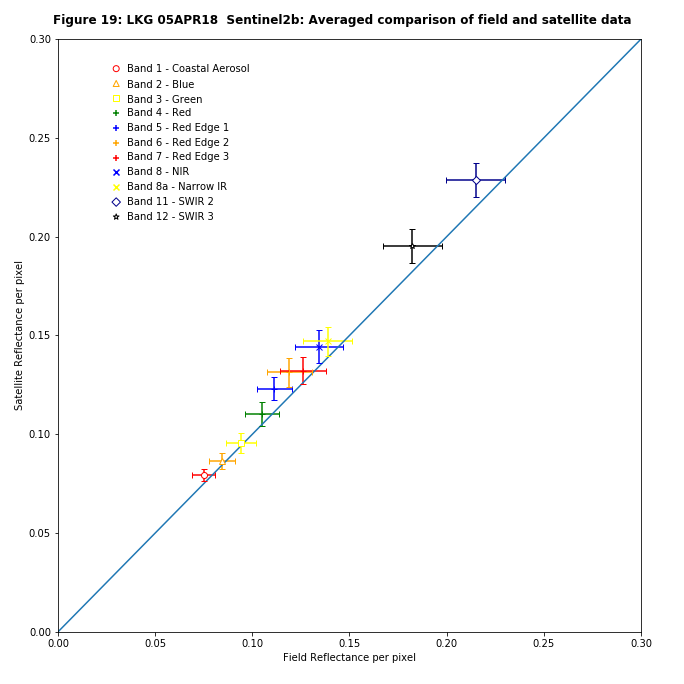 Figure 19: LKG 05APR18  Sentinel2b: Averaged comparison of field and satellite data
0.30
Band 1 - Coastal Aerosol
Band 2 - Blue
Band 3 - Green
Band 4 - Red
Band 5 - Red Edge 1
Band 6 - Red Edge 2
Band 7 - Red Edge 3
Band 8 - NIR
Band 8a - Narrow IR
Band 11 - SWIR 2
Band 12 - SWIR 3
0.25
0.20
0.15
0.10
0.05
0.00
Satellite Reflectance per pixel
0.00 0.05 0.10 0.15 0.20 0.25 0.30
Field Reflectance per pixel